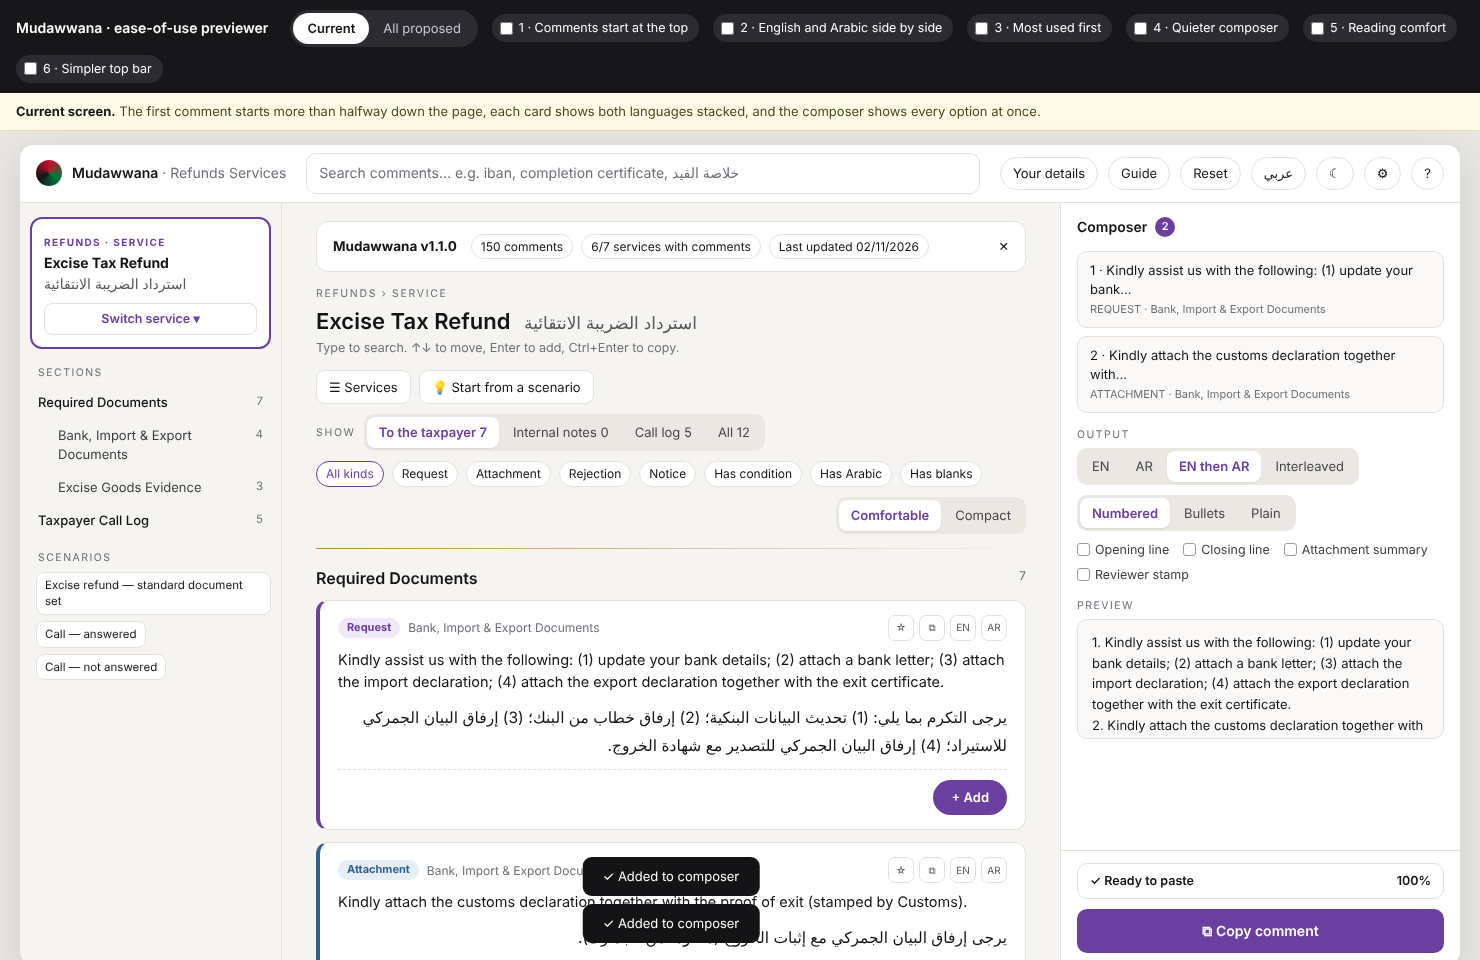 Mudawwana · ease-of-use previewer
Current
All proposed
1 · Comments start at the top
2 · English and Arabic side by side
3 · Most used first
4 · Quieter composer
5 · Reading comfort
6 · Simpler top bar
Current screen. The first comment starts more than halfway down the page, each card shows both languages stacked, and the composer shows every option at once.
Mudawwana · Refunds Services
Search comments... e.g. iban, completion certificate, خلاصة القيد
Your details
Guide
Reset
عربي
☾
⚙
?
REFUNDS · SERVICE
Excise Tax Refund
استرداد الضريبة الانتقائية
Switch service ▾
SECTIONS
Required Documents 7
Bank, Import & Export 4
Documents
Excise Goods Evidence 3
Taxpayer Call Log 5
SCENARIOS
Excise refund — standard document
set
Call — answered
Call — not answered
Mudawwana v1.1.0
150 comments
6/7 services with comments
Last updated 02/11/2026
✕
REFUNDS › SERVICE
Excise Tax Refund استرداد الضريبة الانتقائية
Type to search. ↑↓ to move, Enter to add, Ctrl+Enter to copy.
☰ Services
💡 Start from a scenario
SHOW
To the taxpayer 7
Internal notes 0
Call log 5
All 12
All kinds
Request
Attachment
Rejection
Notice
Has condition
Has Arabic
Has blanks
Comfortable
Compact
Required Documents 7
Request Bank, Import & Export Documents
☆ ⧉ EN AR
Kindly assist us with the following: (1) update your bank details; (2) attach a bank letter; (3) attach
the import declaration; (4) attach the export declaration together with the exit certificate.
يرجى التكرم بما يلي: (1) تحديث البيانات البنكية؛ (2) إرفاق خطاب من البنك؛ (3) إرفاق البيان الجمركي
للاستيراد؛ (4) إرفاق البيان الجمركي للتصدير مع شهادة الخروج.
+ Add
Attachment Bank, Import & Export Docu
☆ ⧉ EN AR
Kindly attach the customs declaration together with the proof of exit (stamped by Customs).
يرجى إرفاق البيان الجمركي مع إثبات
✓ Added to composer
✓ Added to composer
Composer 2
1 · Kindly assist us with the following: (1) update your
bank...
REQUEST · Bank, Import & Export Documents
2 · Kindly attach the customs declaration together
with...
ATTACHMENT · Bank, Import & Export Documents
OUTPUT
EN
AR
EN then AR
Interleaved
Numbered
Bullets
Plain
Opening line
Closing line
Attachment summary
Reviewer stamp
PREVIEW
1. Kindly assist us with the following: (1) update your
bank details; (2) attach a bank letter; (3) attach the
import declaration; (4) attach the export declaration
together with the exit certificate.
2. Kindly attach the customs declaration together with
✓ Ready to paste 100%
⧉ Copy comment